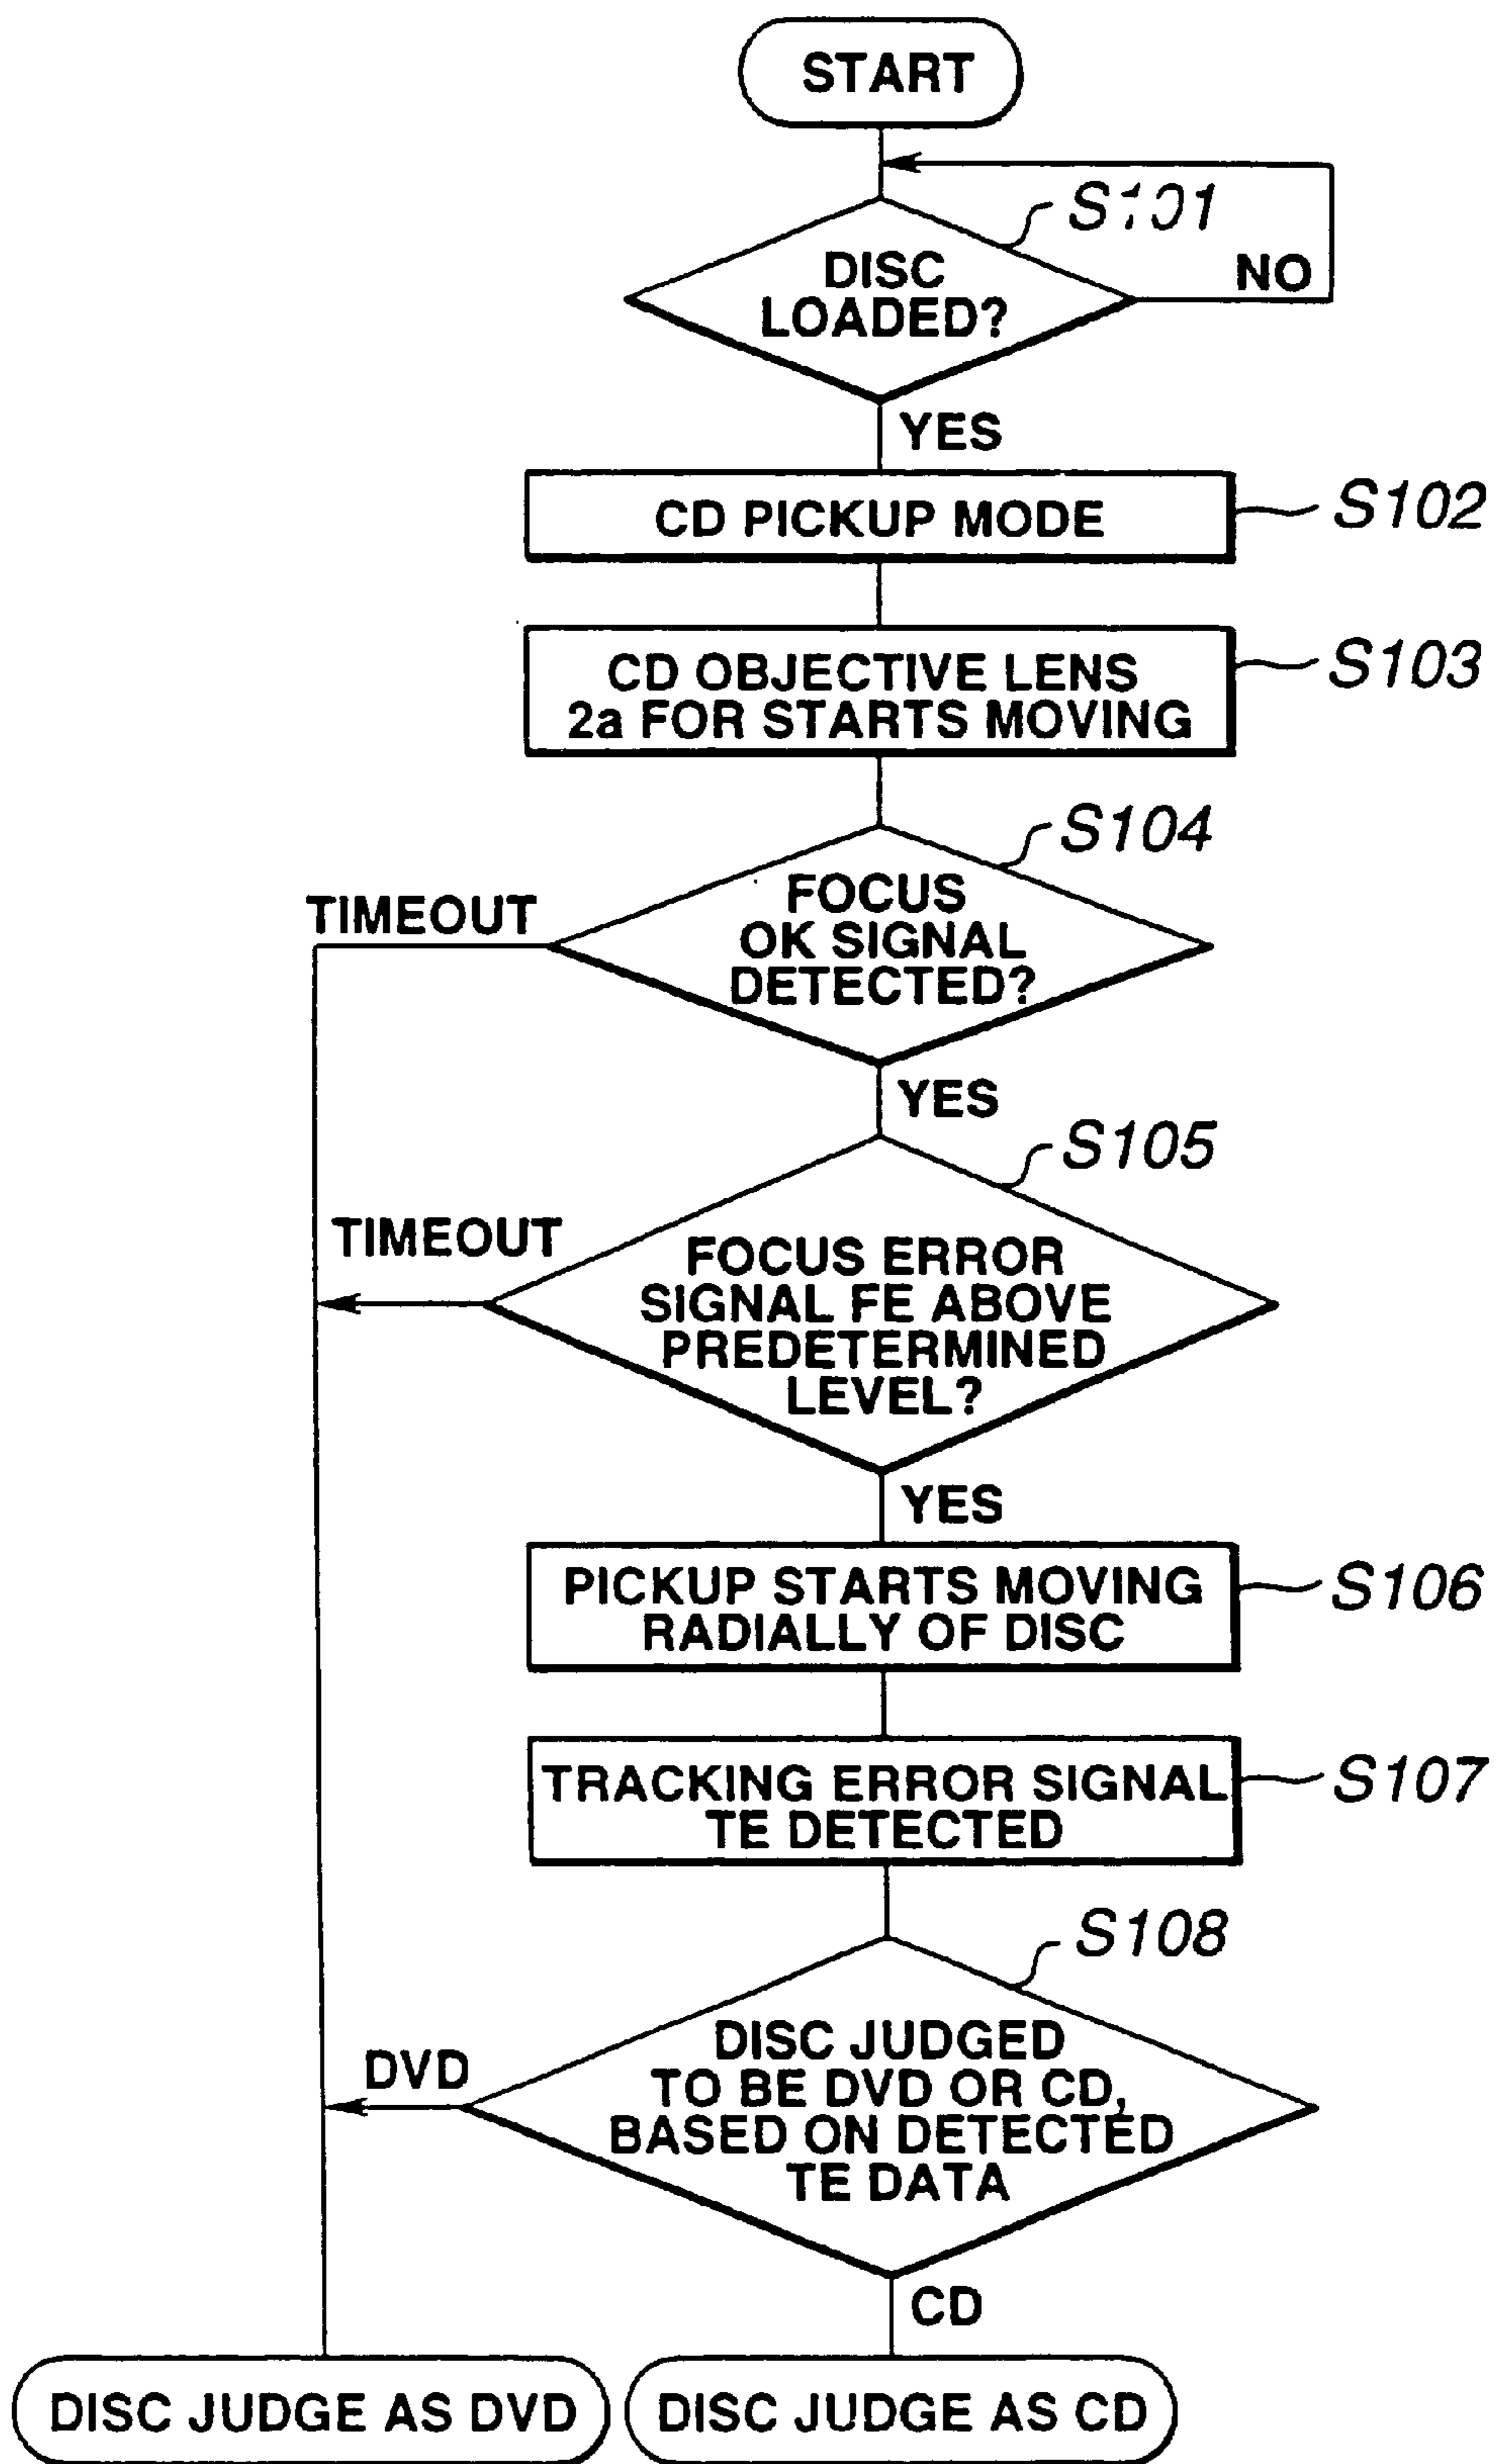 START
S101
DISC
LOADED?
NO
YES
CD PICKUP MODE
S102
CD OBJECTIVE LENS
2a FOR STARTS MOVING
S103
S104
TIMEOUT
FOCUS
OK SIGNAL
DETECTED?
YES
S105
TIMEOUT
FOCUS ERROR
SIGNAL FE ABOVE
PREDETERMINED
LEVEL?
YES
PICKUP STARTS MOVING
RADIALLY OF DISC
S106
TRACKING ERROR SIGNAL
TE DETECTED
S107
S108
DVD
DISC JUDGED
TO BE DVD OR CD,
BASED ON DETECTED
TE DATA
CD
DISC JUDGE AS DVD
DISC JUDGE AS CD